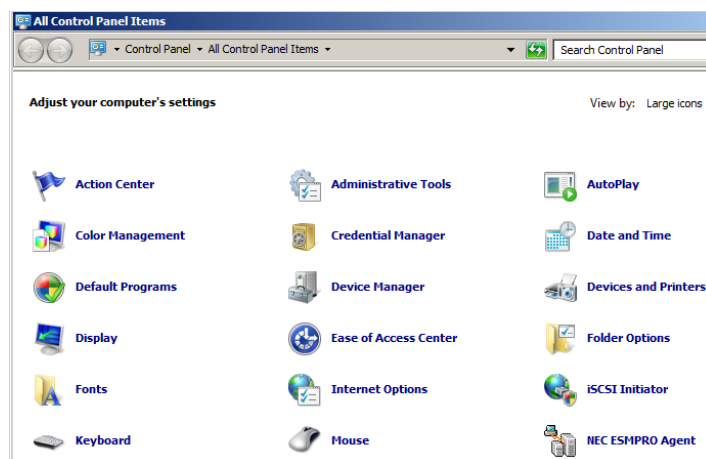 All Control Panel Items
Control Panel All Control Panel Items Search Control Panel
Adjust your computer's settings View by: Large icons
Action Center Administrative Tools AutoPlay
Color Management Credential Manager Date and Time
Default Programs Device Manager Devices and Printers
Display Ease of Access Center Folder Options
Fonts Internet Options iSCSI Initiator
Keyboard Mouse NEC ESMPRO Agent